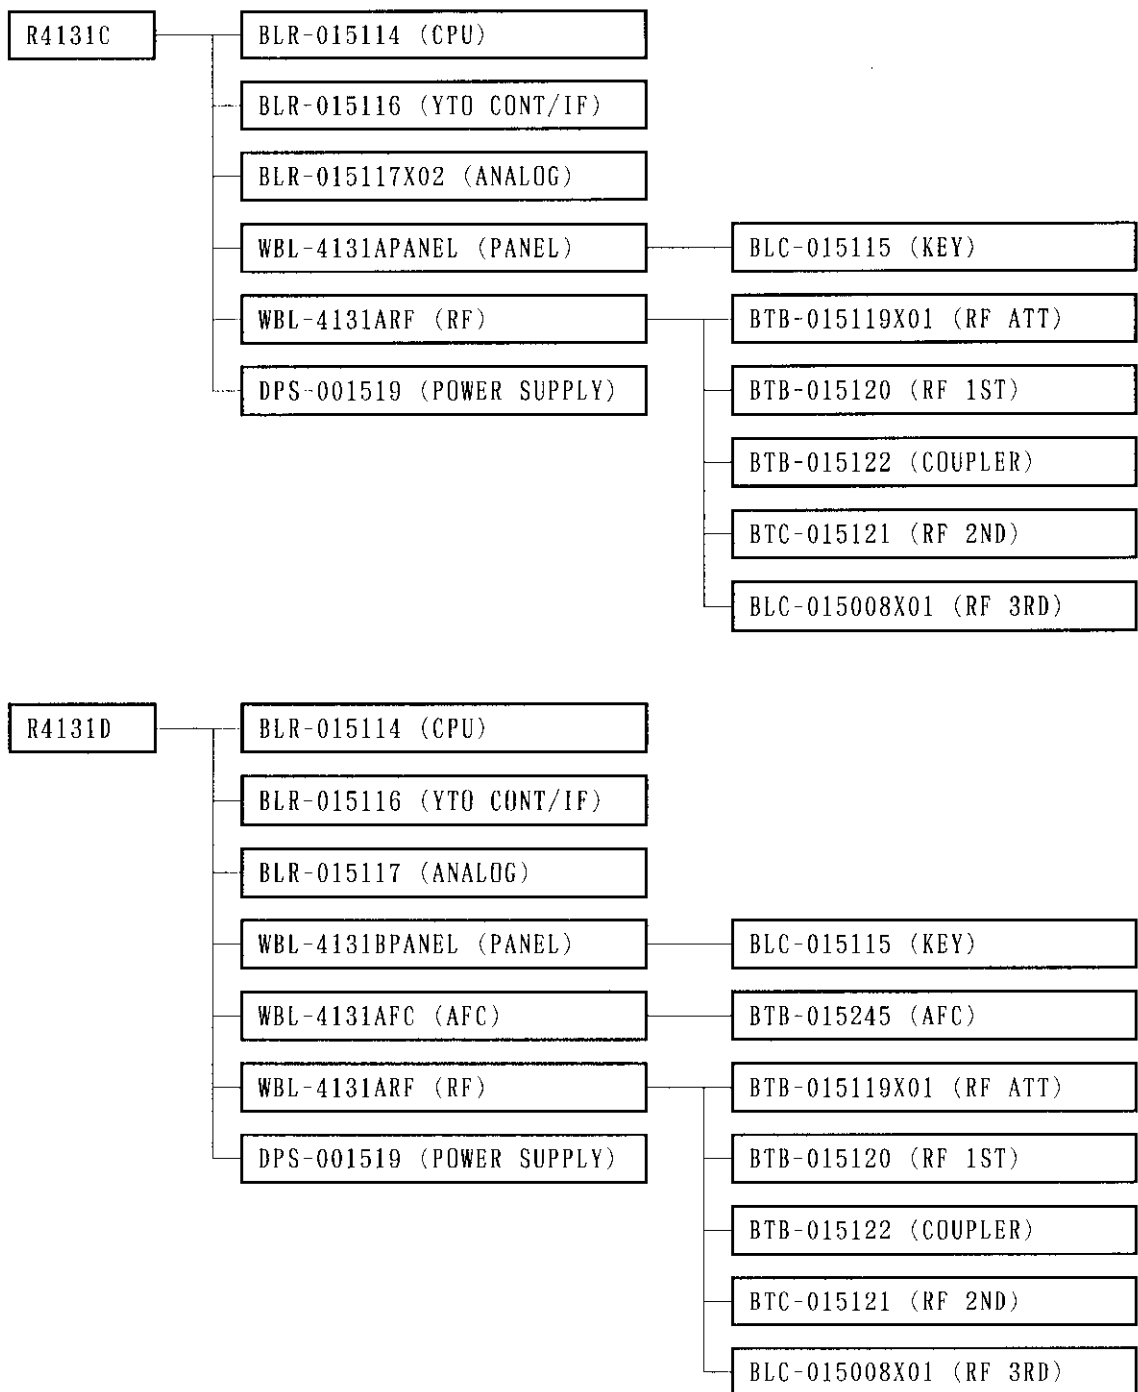 R4131C
BLR-015114 (CPU)
BLR-015116 (YTO CONT/IF)
BLR-015117X02 (ANALOG)
WBL-4131APANEL (PANEL)
BLC-015115 (KEY)
WBL-4131ARF (RF)
BTB-015119X01 (RF ATT)
DPS-001519 (POWER SUPPLY)
BTB-015120 (RF 1ST)
BTB-015122 (COUPLER)
BTC-015121 (RF 2ND)
BLC-015008X01 (RF 3RD)
R4131D
BLR-015114 (CPU)
BLR-015116 (YTO CONT/IF)
BLR-015117 (ANALOG)
WBL-4131BPANEL (PANEL)
BLC-015115 (KEY)
WBL-4131AFC (AFC)
BTB-015245 (AFC)
WBL-4131ARF (RF)
BTB-015119X01 (RF ATT)
DPS-001519 (POWER SUPPLY)
BTB-015120 (RF 1ST)
BTB-015122 (COUPLER)
BTC-015121 (RF 2ND)
BLC-015008X01 (RF 3RD)